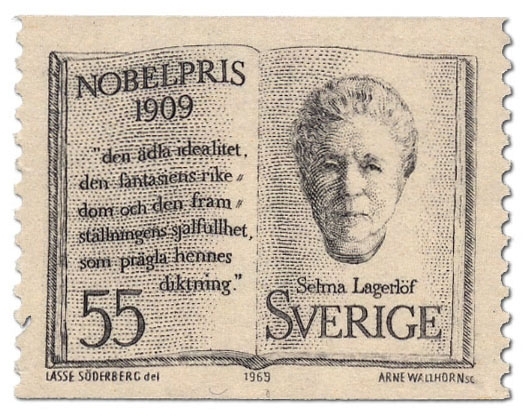 NOBELPRIS
1909
"den ädla idealitet,
den fantasiens rike=
dom och den fram=
ställningens själfullhet,
som prägla hennes
diktning."
55
Selma Lagerlöf
SVERIGE
LASSE SÖDERBERG del
1969
ARNE WALLHORN sc